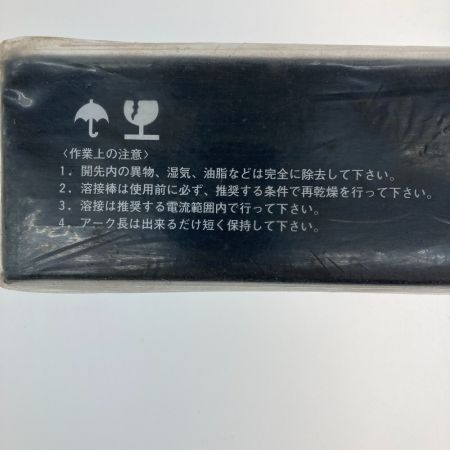 〈作業上の注意〉
1. 開先内の異物、湿気、油脂などは完全に除去して下さい。
2. 溶接棒は使用前に必ず、推奨する条件で再乾燥を行って下さい。
3. 溶接は推奨する電流範囲内で行って下さい。
4. アーク長は出来るだけ短く保持して下さい。